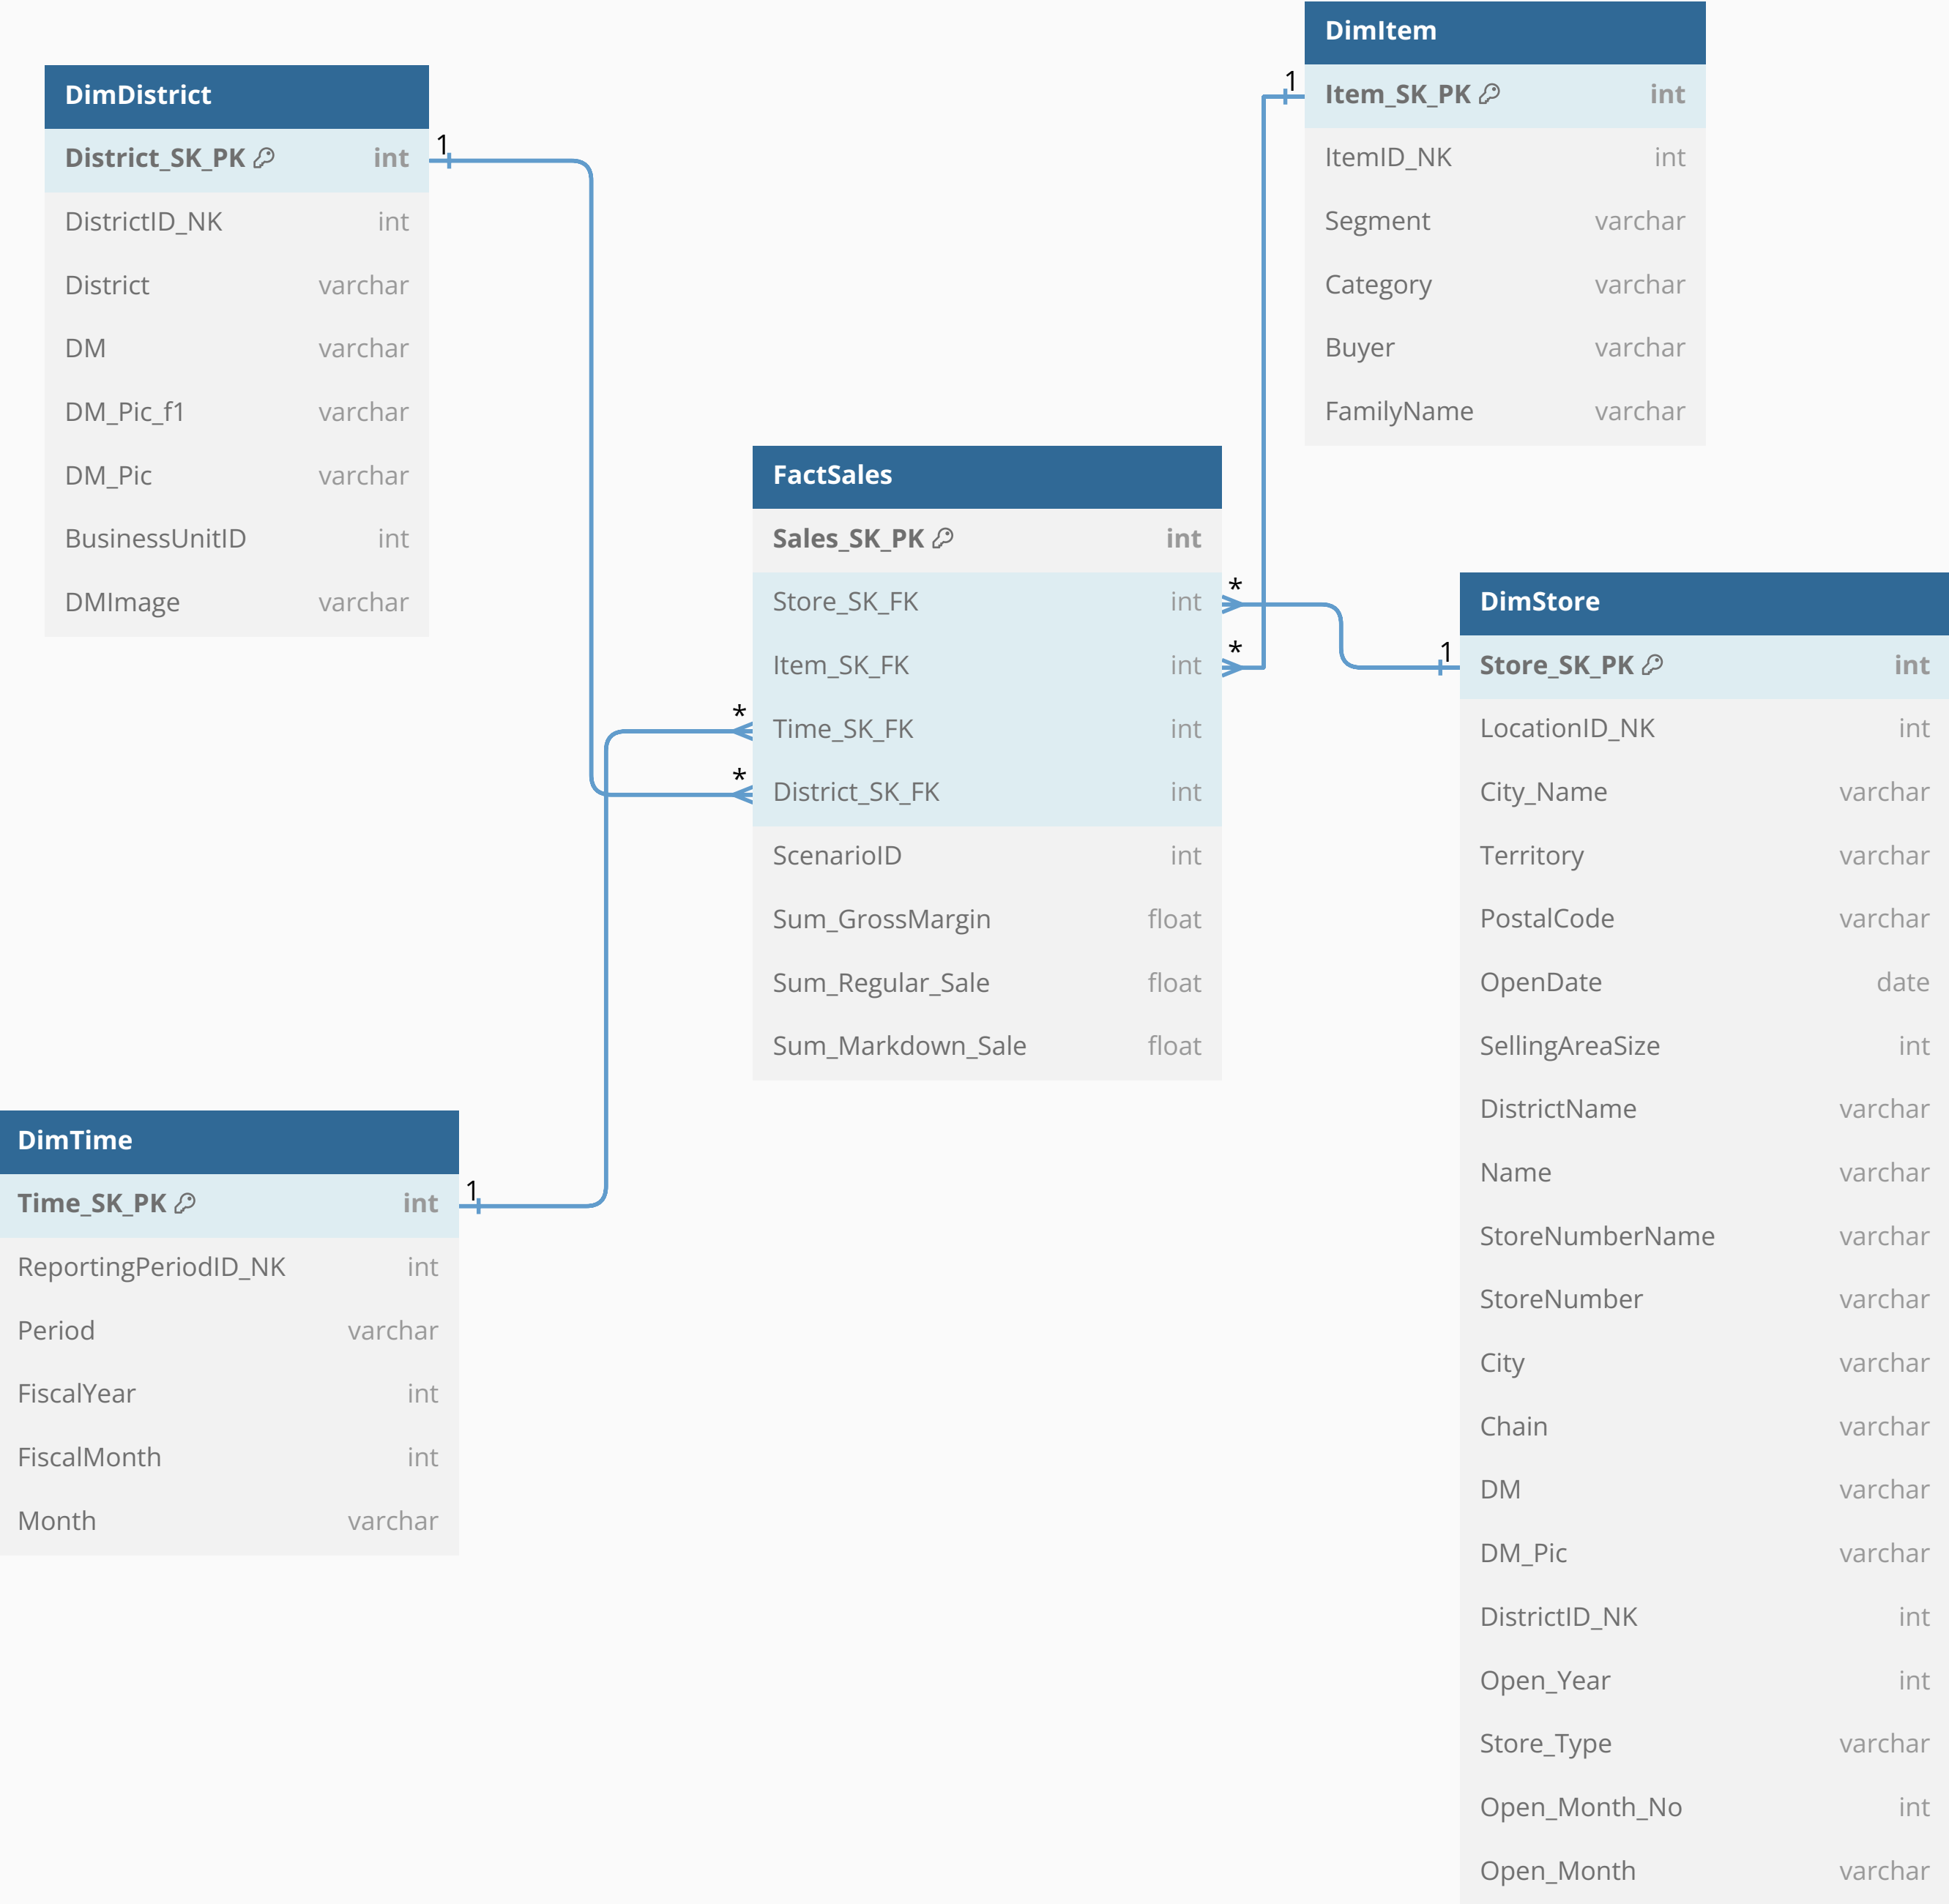 DimDistrict
District_SK_PK int
DistrictID_NK int
District varchar
DM varchar
DM_Pic_f1 varchar
DM_Pic varchar
BusinessUnitID int
DMImage varchar
1
DimItem
Item_SK_PK int
ItemID_NK int
Segment varchar
Category varchar
Buyer varchar
FamilyName varchar
1
FactSales
Sales_SK_PK int
Store_SK_FK int
Item_SK_FK int
Time_SK_FK int
District_SK_FK int
ScenarioID int
Sum_GrossMargin float
Sum_Regular_Sale float
Sum_Markdown_Sale float
*
*
*
*
DimStore
1
Store_SK_PK int
LocationID_NK int
City_Name varchar
Territory varchar
PostalCode varchar
OpenDate date
SellingAreaSize int
DistrictName varchar
Name varchar
StoreNumberName varchar
StoreNumber varchar
City varchar
Chain varchar
DM varchar
DM_Pic varchar
DistrictID_NK int
Open_Year int
Store_Type varchar
Open_Month_No int
Open_Month varchar
DimTime
Time_SK_PK int
1
ReportingPeriodID_NK int
Period varchar
FiscalYear int
FiscalMonth int
Month varchar